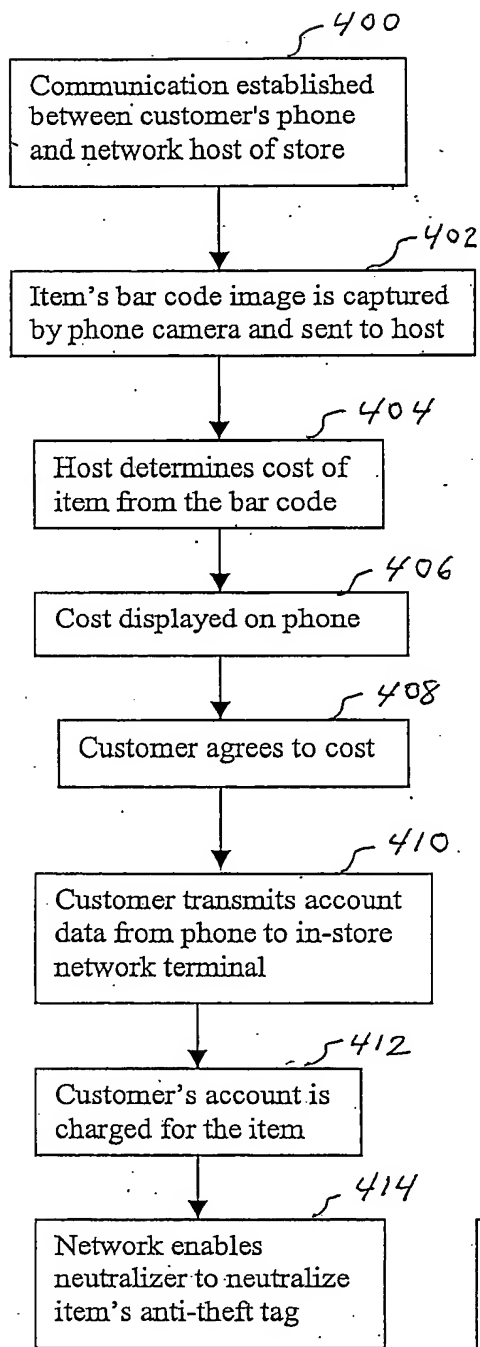 400
Communication established
between customer's phone
and network host of store
402
Item's bar code image is captured
by phone camera and sent to host
404
Host determines cost of
item from the bar code
406
Cost displayed on phone
408
Customer agrees to cost
410
Customer transmits account
data from phone to in-store
network terminal
412
Customer's account is
charged for the item
414
Network enables
neutralizer to neutralize
item's anti-theft tag